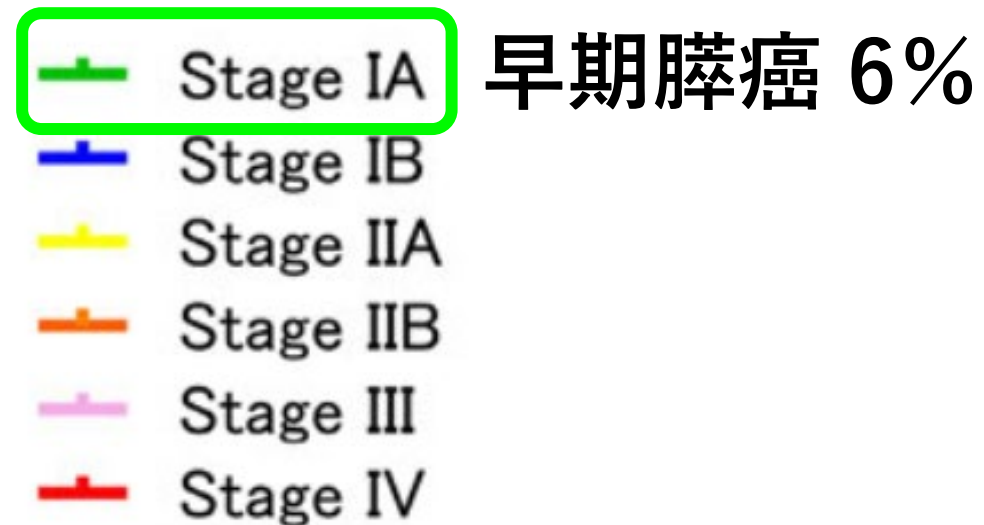 Stage IA 早期膵癌 6%
Stage IB
Stage IIA
Stage IIB
Stage III
Stage IV